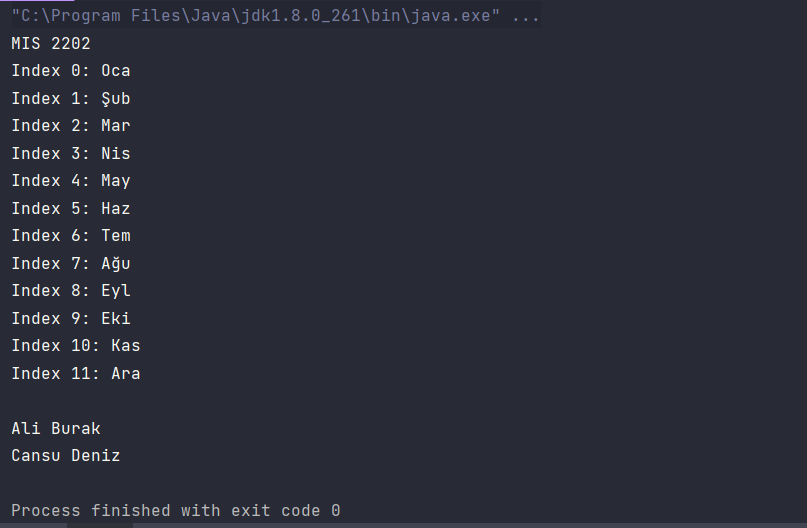 "C:\Program Files\Java\jdk1.8.0_261\bin\java.exe" ...
MIS 2202
Index 0: Oca
Index 1: Şub
Index 2: Mar
Index 3: Nis
Index 4: May
Index 5: Haz
Index 6: Tem
Index 7: Ağu
Index 8: Eyl
Index 9: Eki
Index 10: Kas
Index 11: Ara
Ali Burak
Cansu Deniz
Process finished with exit code 0